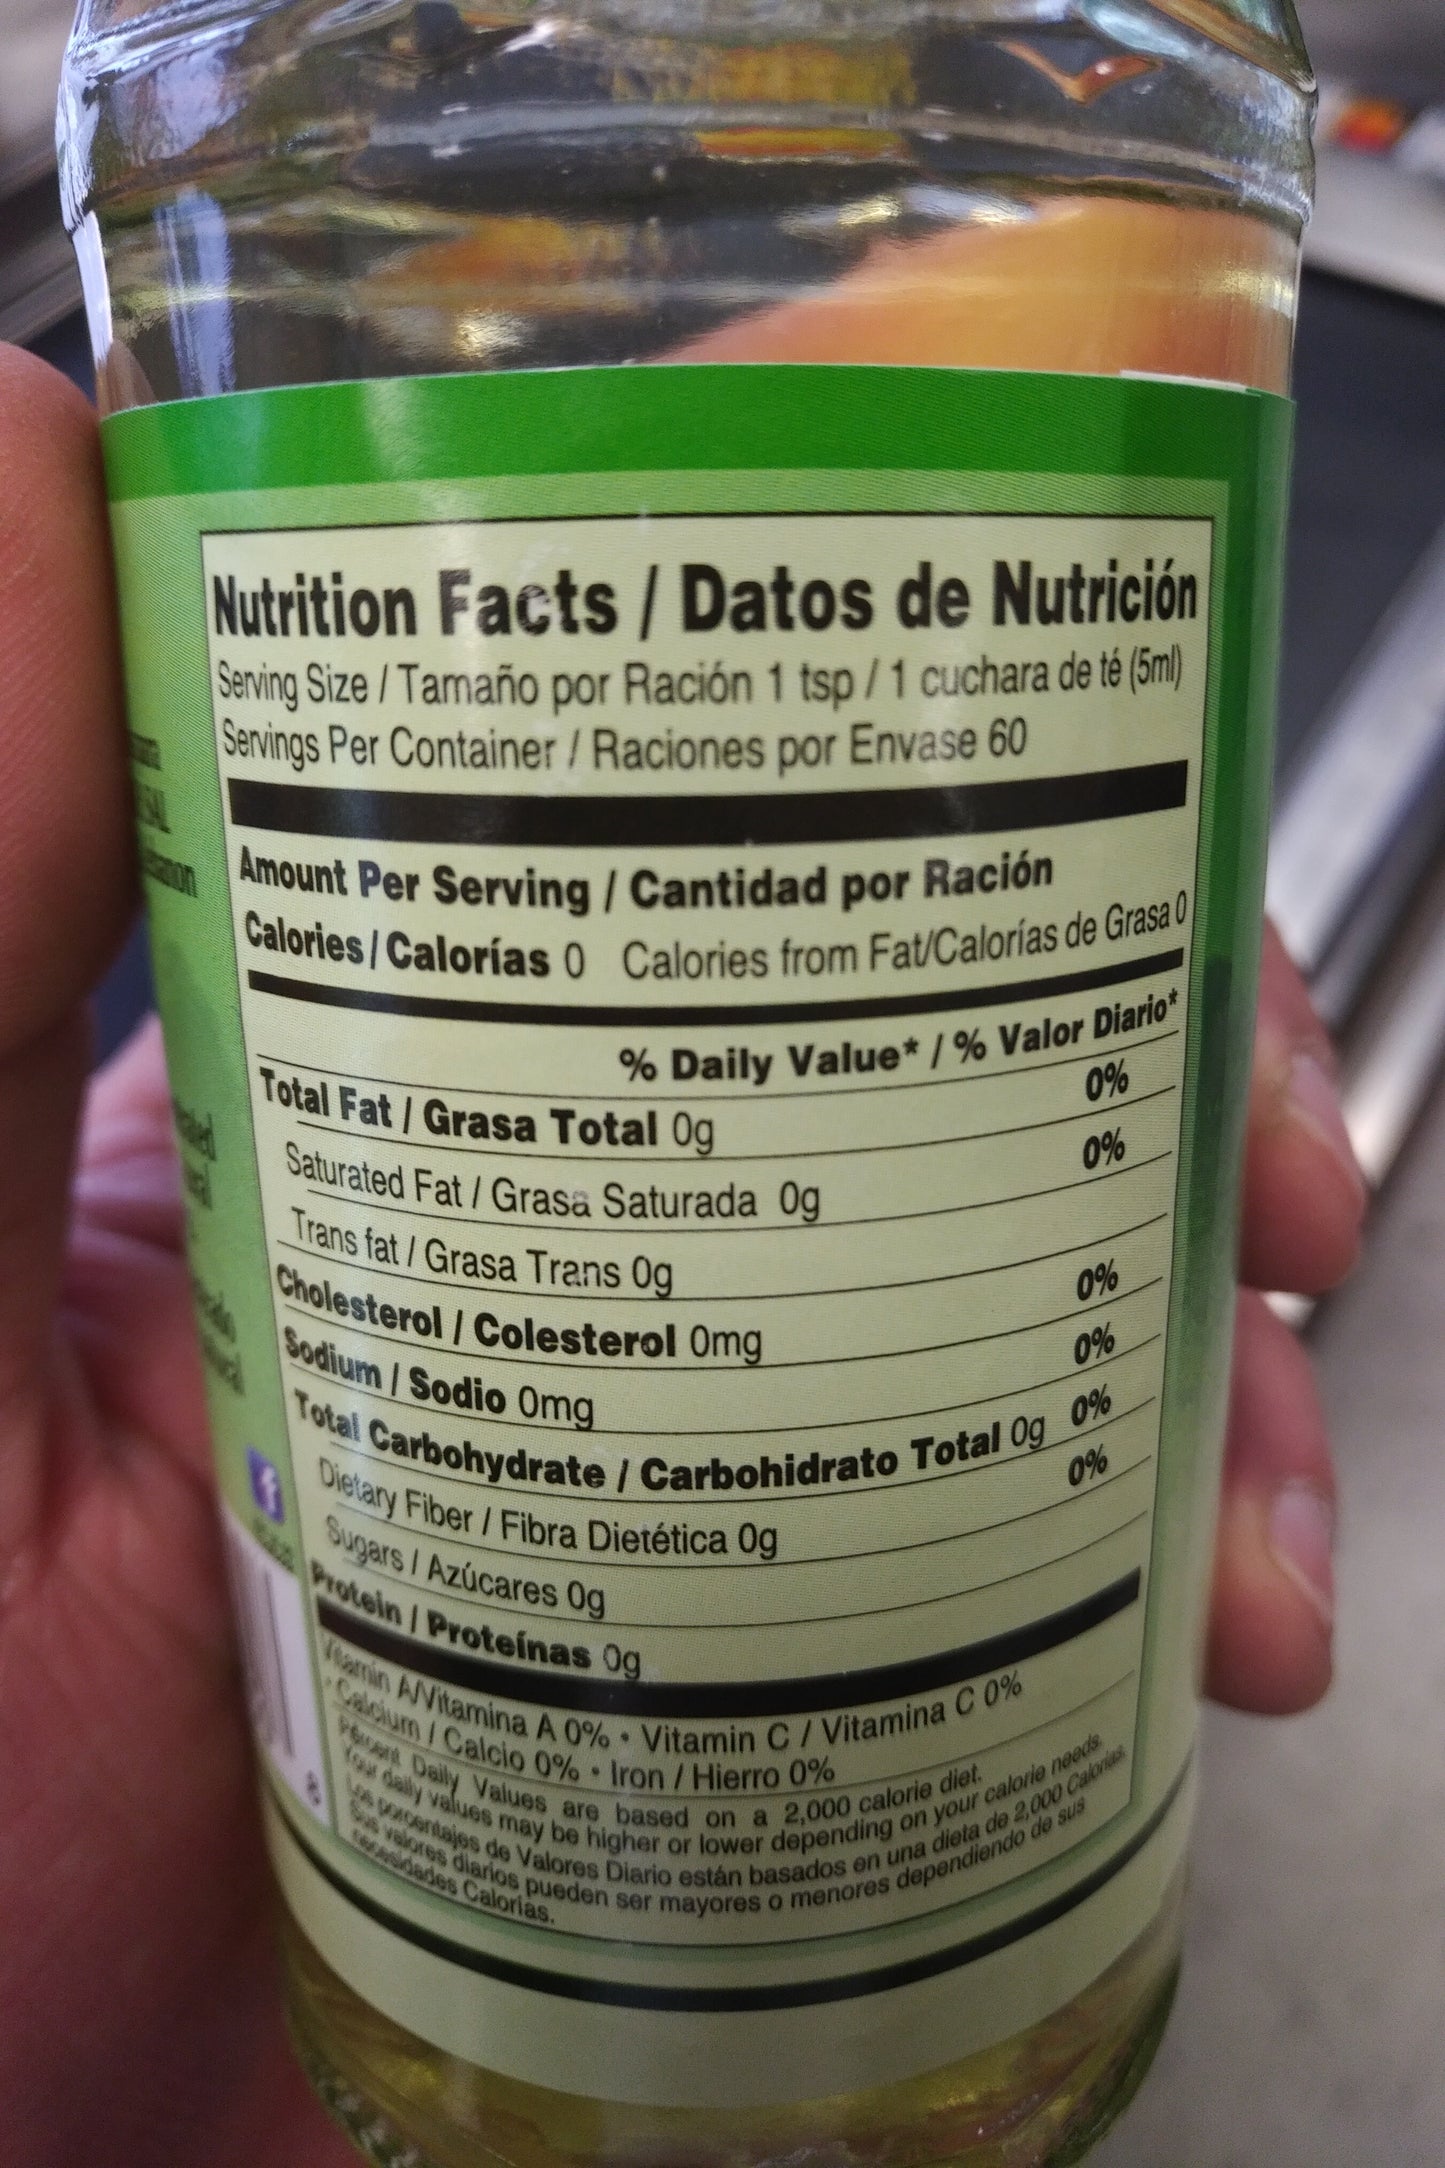 Nutrition Facts / Datos de Nutrición
Serving Size / Tamaño por Ración 1 tsp / 1 cuchara de té (5ml)
Servings Per Container / Raciones por Envase 60
Amount Per Serving / Cantidad por Ración
Calories / Calorías 0 Calories from Fat/Calorías de Grasa 0
% Daily Value* / % Valor Diario*
Total Fat / Grasa Total 0g 0%
Saturated Fat / Grasa Saturada 0g 0%
Trans fat / Grasa Trans 0g
Cholesterol / Colesterol 0mg 0%
Sodium / Sodio 0mg 0%
Total Carbohydrate / Carbohidrato Total 0g 0%
Dietary Fiber / Fibra Dietética 0g 0%
Sugars / Azúcares 0g
Protein / Proteínas 0g
Vitamin A/Vitamina A 0% • Vitamin C / Vitamina C 0%
• Calcium / Calcio 0% • Iron / Hierro 0%
Percent Daily Values are based on a 2,000 calorie diet.
Your daily values may be higher or lower depending on your calorie needs.
Los porcentajes de Valores Diario están basados en una dieta de 2,000 Calorías.
Sus valores diarios pueden ser mayores o menores dependiendo de sus
necesidades Calorías.
f
8